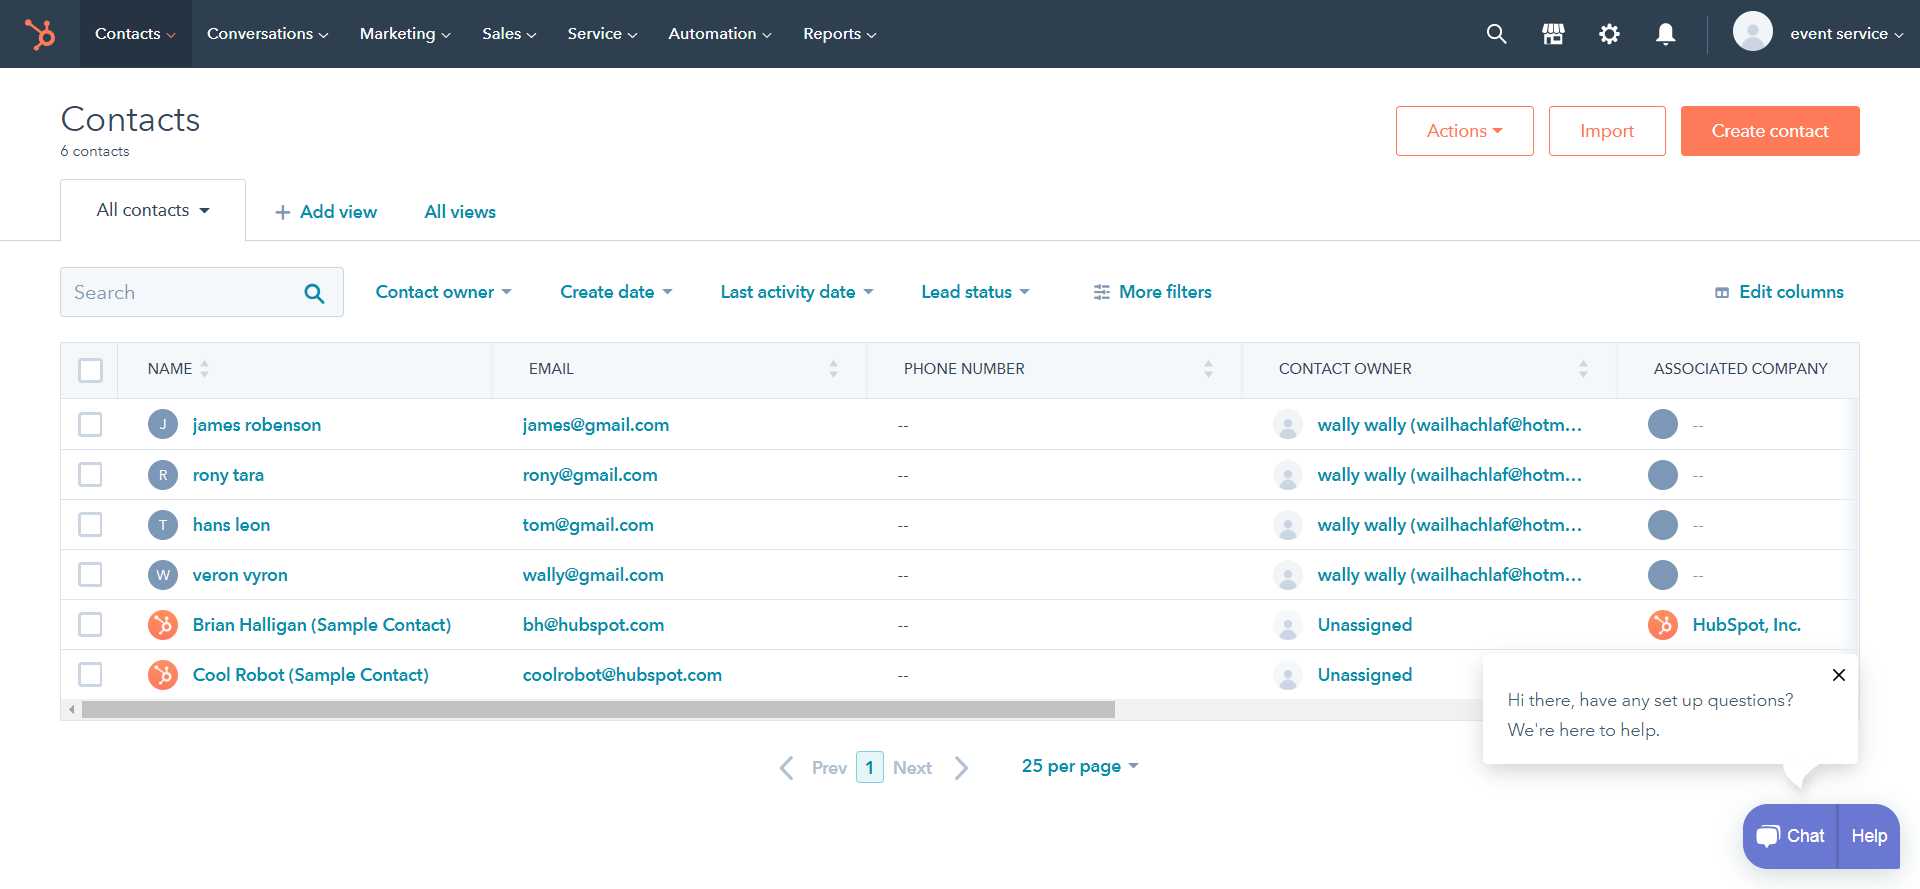 Contacts Conversations Marketing Sales Service Automation Reports event service
Contacts
6 contacts
Actions Import Create contact
All contacts Add view All views
Search Contact owner Create date Last activity date Lead status More filters Edit columns
NAME EMAIL PHONE NUMBER CONTACT OWNER ASSOCIATED COMPANY
J james robenson james@gmail.com -- wally wally (wailhachlaf@hotm... --
R rony tara rony@gmail.com -- wally wally (wailhachlaf@hotm... --
T hans leon tom@gmail.com -- wally wally (wailhachlaf@hotm... --
W veron vyron wally@gmail.com -- wally wally (wailhachlaf@hotm... --
Brian Halligan (Sample Contact) bh@hubspot.com -- Unassigned HubSpot, Inc.
Cool Robot (Sample Contact) coolrobot@hubspot.com -- Unassigned
Hi there, have any set up questions?
We're here to help.
Prev 1 Next 25 per page
Chat Help